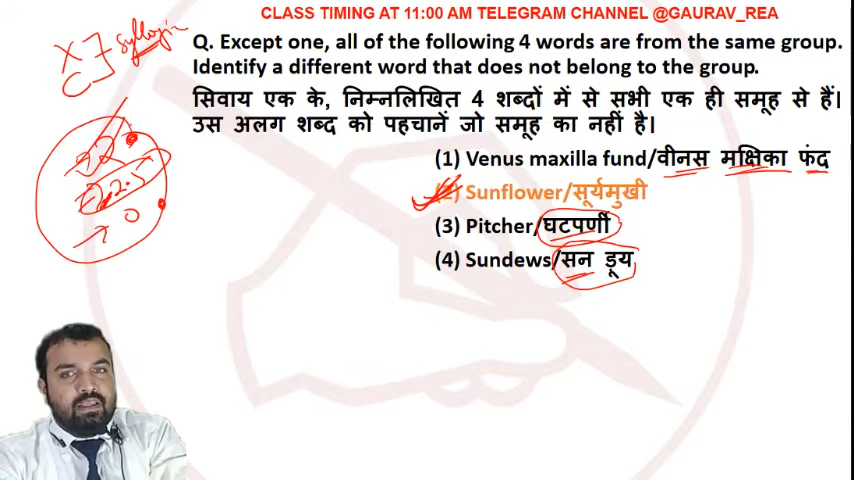 CLASS TIMING AT 11:00 AM TELEGRAM CHANNEL @GAURAV_REA
Syllogism
Q. Except one, all of the following 4 words are from the same group.
Identify a different word that does not belong to the group.
सिवाय एक के, निम्नलिखित 4 शब्दों में से सभी एक ही समूह से हैं।
उस अलग शब्द को पहचानें जो समूह का नहीं है।
(1) Venus maxilla fund/वीनस मक्षिका फंद
(2) Sunflower/सूर्यमुखी
(3) Pitcher/घटपर्णी
(4) Sundews/सन ड्रूय